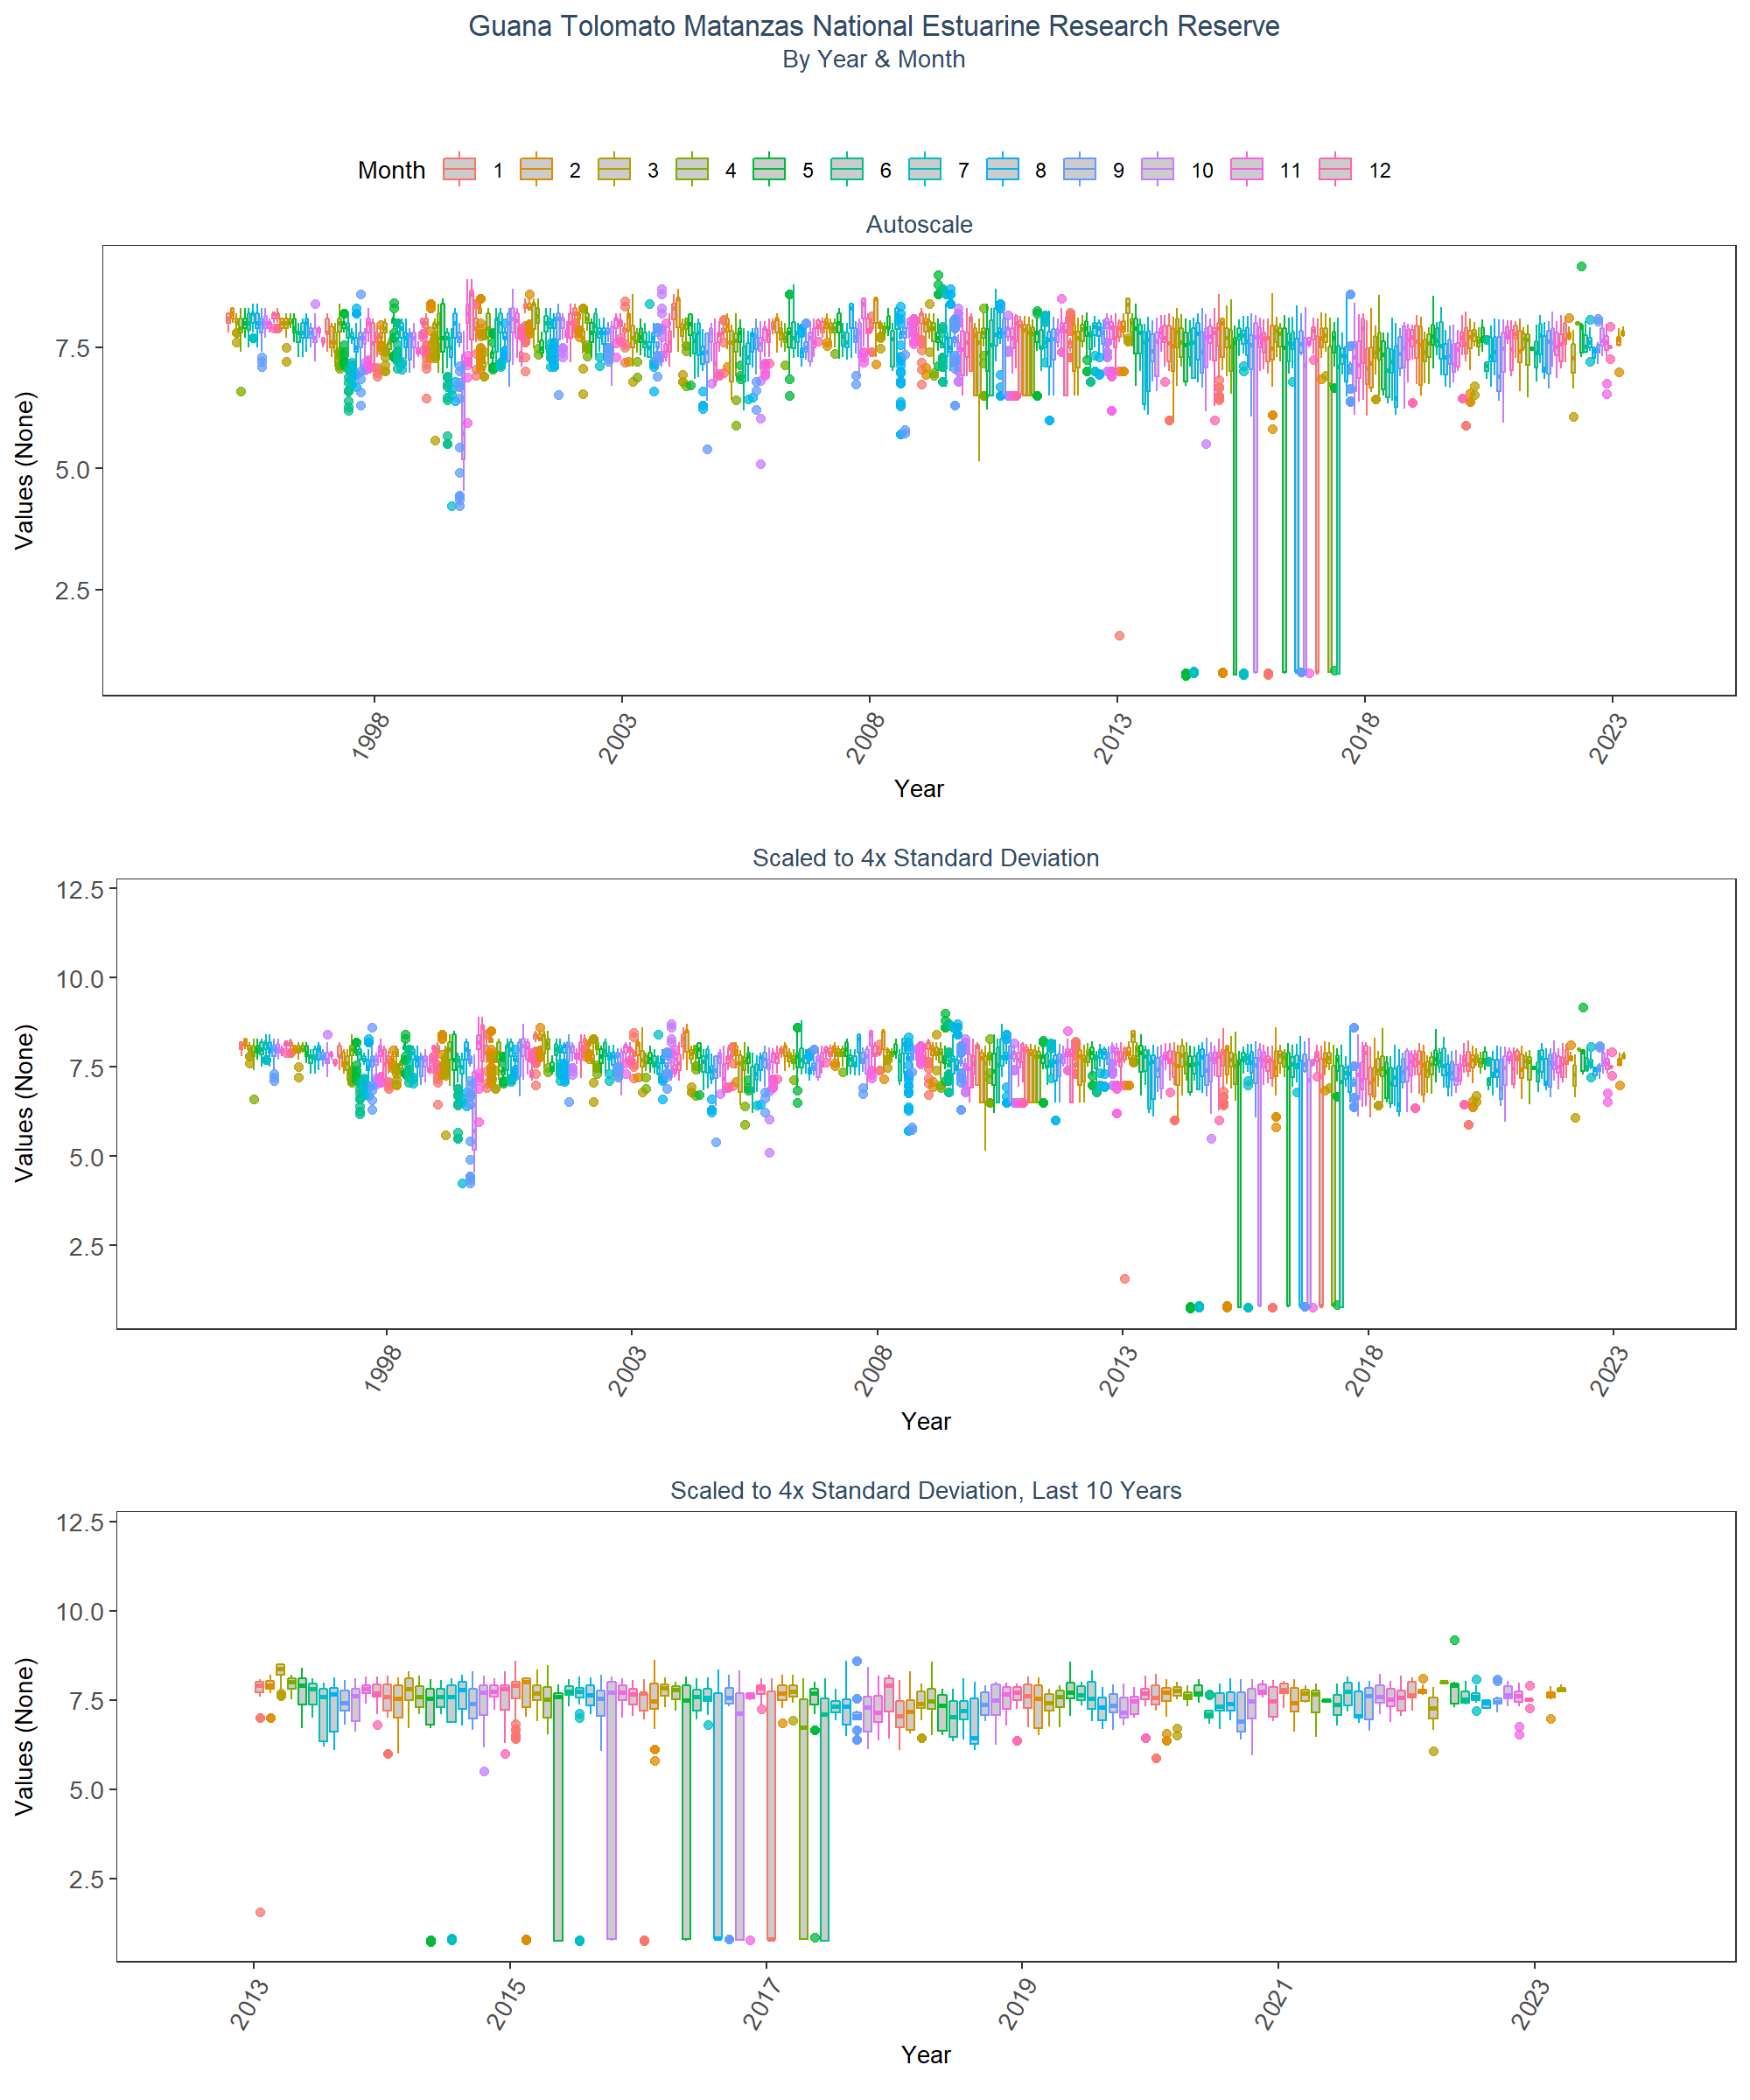 Guana Tolomato Matanzas National Estuarine Research Reserve
By Year & Month
Month 1 2 3 4 5 6 7 8 9 10 11 12
Autoscale
Values (None)
7.5
5.0
2.5
1998 2003 2008 2013 2018 2023
Year
Scaled to 4x Standard Deviation
Values (None)
12.5
10.0
7.5
5.0
2.5
1998 2003 2008 2013 2018 2023
Year
Scaled to 4x Standard Deviation, Last 10 Years
Values (None)
12.5
10.0
7.5
5.0
2.5
2013 2015 2017 2019 2021 2023
Year